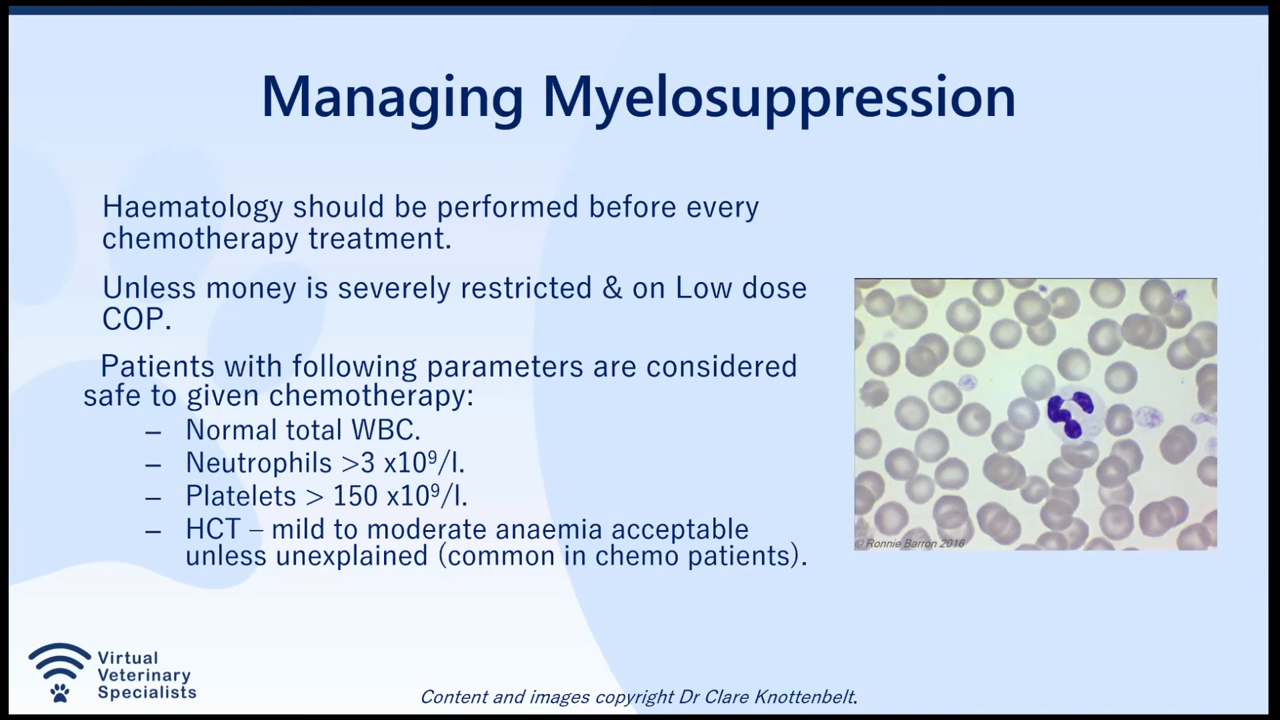 Managing Myelosuppression
Haematology should be performed before every
chemotherapy treatment.
Unless money is severely restricted & on Low dose
COP.
Patients with following parameters are considered
safe to given chemotherapy:
– Normal total WBC.
– Neutrophils >3 x10⁹/l.
– Platelets > 150 x10⁹/l.
– HCT – mild to moderate anaemia acceptable
unless unexplained (common in chemo patients).
© Ronnie Barron 2016
Virtual
Veterinary
Specialists
Content and images copyright Dr Clare Knottenbelt.